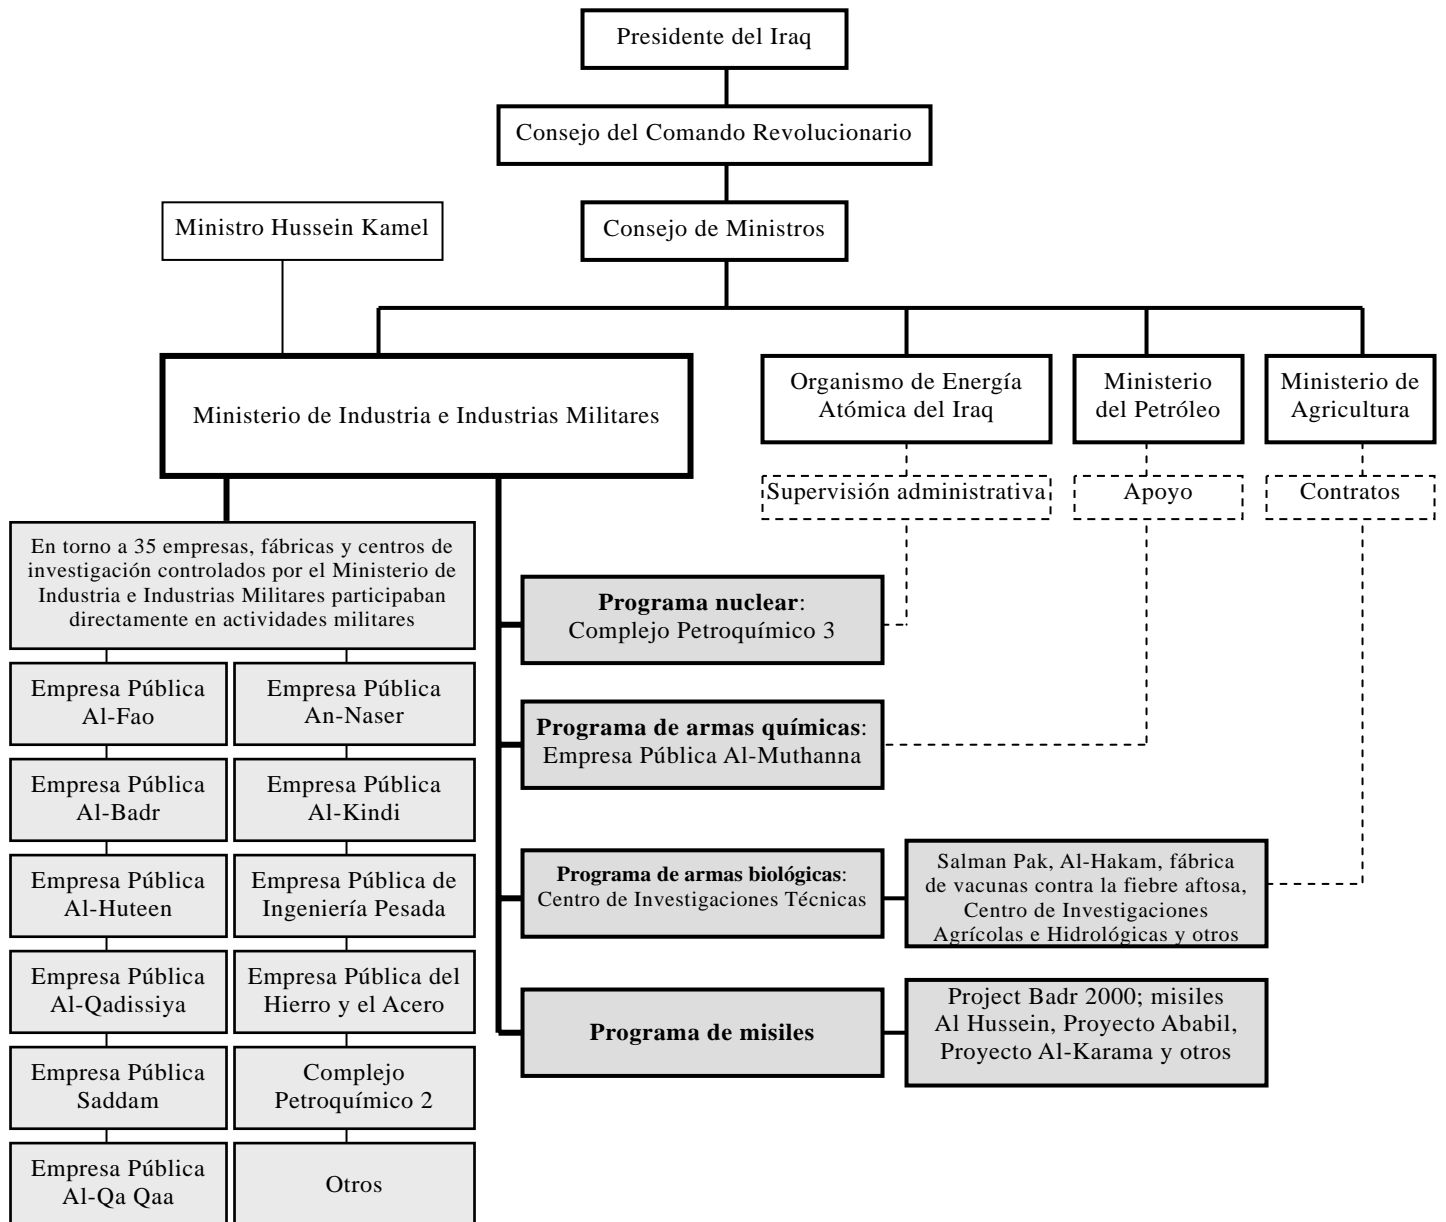 Presidente del Iraq
Consejo del Comando Revolucionario
Ministro Hussein Kamel
Consejo de Ministros
Ministerio de Industria e Industrias Militares
Organismo de Energía
Atómica del Iraq
Ministerio
del Petróleo
Ministerio de
Agricultura
Supervisión administrativa
Apoyo
Contratos
En torno a 35 empresas, fábricas y centros de
investigación controlados por el Ministerio de
Industria e Industrias Militares participaban
directamente en actividades militares
Empresa Pública
Al-Fao
Empresa Pública
An-Naser
Empresa Pública
Al-Badr
Empresa Pública
Al-Kindi
Empresa Pública
Al-Huteen
Empresa Pública de
Ingeniería Pesada
Empresa Pública
Al-Qadissiya
Empresa Pública del
Hierro y el Acero
Empresa Pública
Saddam
Complejo
Petroquímico 2
Empresa Pública
Al-Qa Qaa
Otros
Programa nuclear:
Complejo Petroquímico 3
Programa de armas químicas:
Empresa Pública Al-Muthanna
Programa de armas biológicas:
Centro de Investigaciones Técnicas
Salman Pak, Al-Hakam, fábrica
de vacunas contra la fiebre aftosa,
Centro de Investigaciones
Agrícolas e Hidrológicas y otros
Programa de misiles
Project Badr 2000; misiles
Al Hussein, Proyecto Ababil,
Proyecto Al-Karama y otros